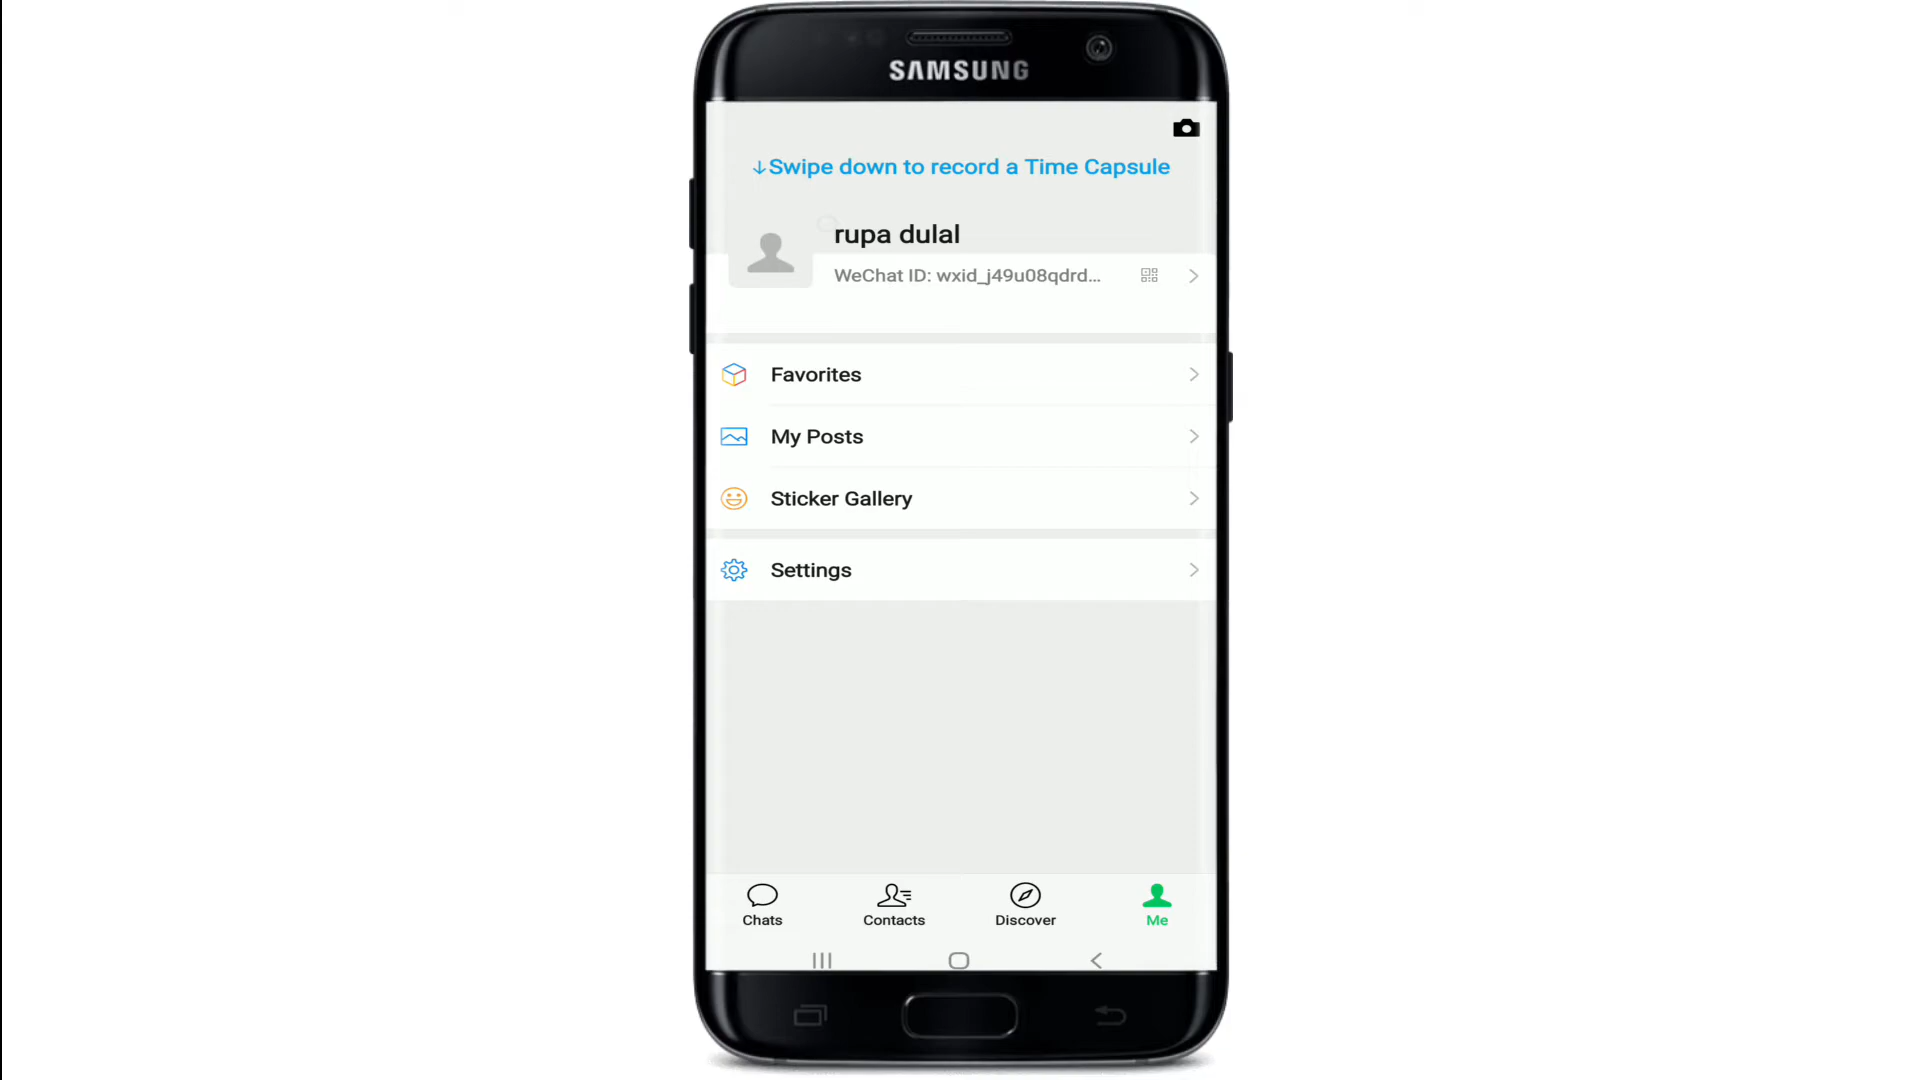 SAMSUNG
↓Swipe down to record a Time Capsule
rupa dulal
WeChat ID: wxid_j49u08qdrd...
Favorites
My Posts
Sticker Gallery
Settings
Chats
Contacts
Discover
Me